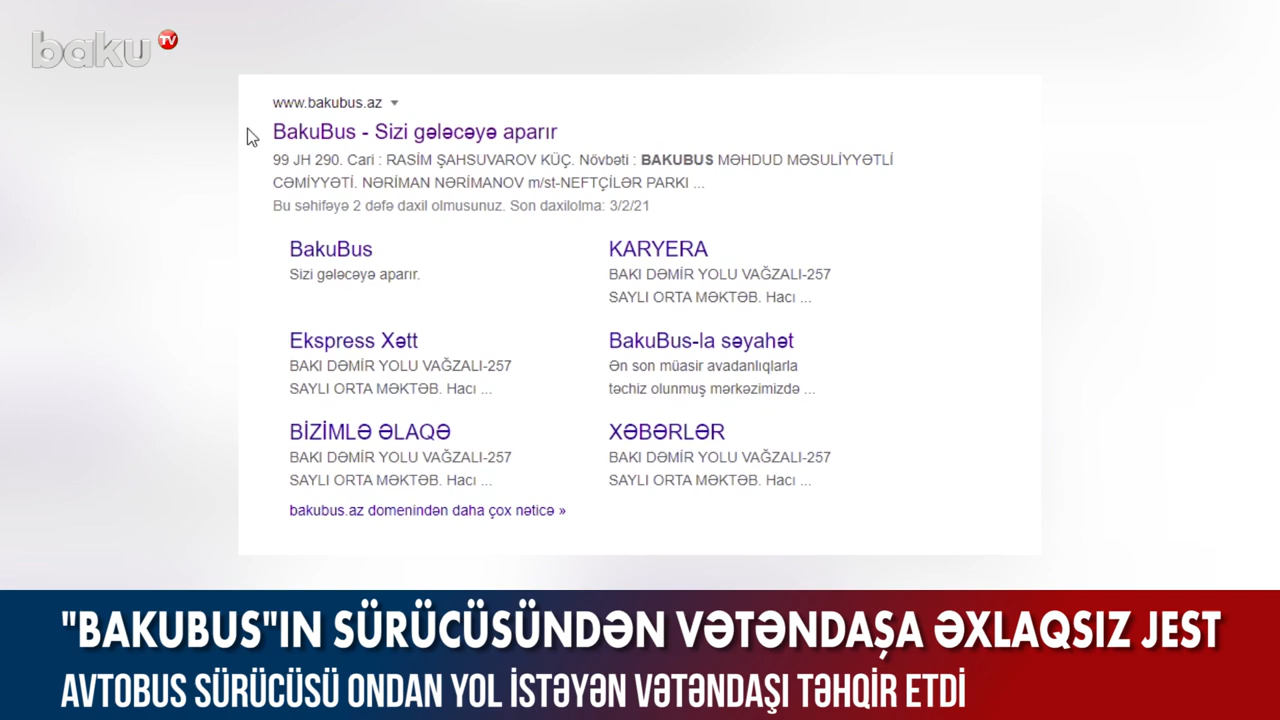 baku TV
www.bakubus.az
BakuBus - Sizi gələcəyə aparır
99 JH 290. Cari : RASİM ŞAHSUVAROV KÜÇ. Növbəti : BAKUBUS MƏHDUD MƏSULİYYƏTLİ
CƏMİYYƏTİ. NƏRİMAN NƏRİMANOV m/st-NEFTÇİLƏR PARKI ...
Bu səhifəyə 2 dəfə daxil olmusunuz. Son daxilolma: 3/2/21
BakuBus
Sizi gələcəyə aparır.
KARYERA
BAKI DƏMİR YOLU VAĞZALI-257
SAYLI ORTA MƏKTƏB. Hacı ...
Ekspress Xətt
BAKI DƏMİR YOLU VAĞZALI-257
SAYLI ORTA MƏKTƏB. Hacı ...
BakuBus-la səyahət
Ən son müasir avadanlıqlarla
təchiz olunmuş mərkəzimizdə ...
BİZİMLƏ ƏLAQƏ
BAKI DƏMİR YOLU VAĞZALI-257
SAYLI ORTA MƏKTƏB. Hacı ...
XƏBƏRLƏR
BAKI DƏMİR YOLU VAĞZALI-257
SAYLI ORTA MƏKTƏB. Hacı ...
bakubus.az domenindən daha çox nəticə »
"BAKUBUS"IN SÜRÜCÜSÜNDƏN VƏTƏNDAŞA ƏXLAQSIZ JEST
AVTOBUS SÜRÜCÜSÜ ONDAN YOL İSTƏYƏN VƏTƏNDAŞI TƏHQİR ETDİ